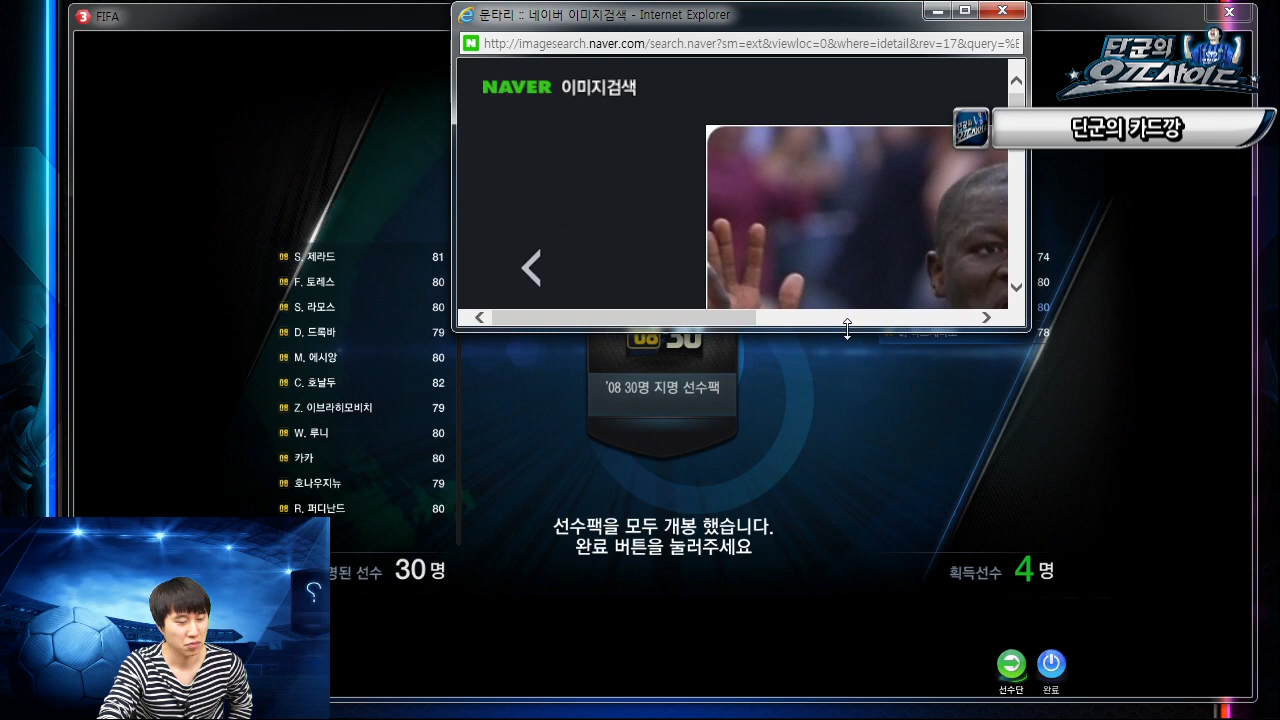 FIFA
문타리 :: 네이버 이미지검색 - Internet Explorer
http://imagesearch.naver.com/search.naver?sm=ext&viewloc=0&where=idetail&rev=17&query=%E
NAVER 이미지검색
단군의
오프사이드
단군의 카드깡
08 S. 제라드 81
08 F. 토레스 80
08 S. 라모스 80
08 D. 드록바 79
08 M. 에시앙 80
08 C. 호날두 82
08 Z. 이브라히모비치 79
08 W. 루니 80
08 카카 80
08 호나우지뉴 79
08 R. 퍼디난드 80
74
80
80
78
08 30
'08 30명 지명 선수팩
선수팩을 모두 개봉 했습니다.
완료 버튼을 눌러주세요
명된 선수 30 명
획득선수 4 명
선수단
완료